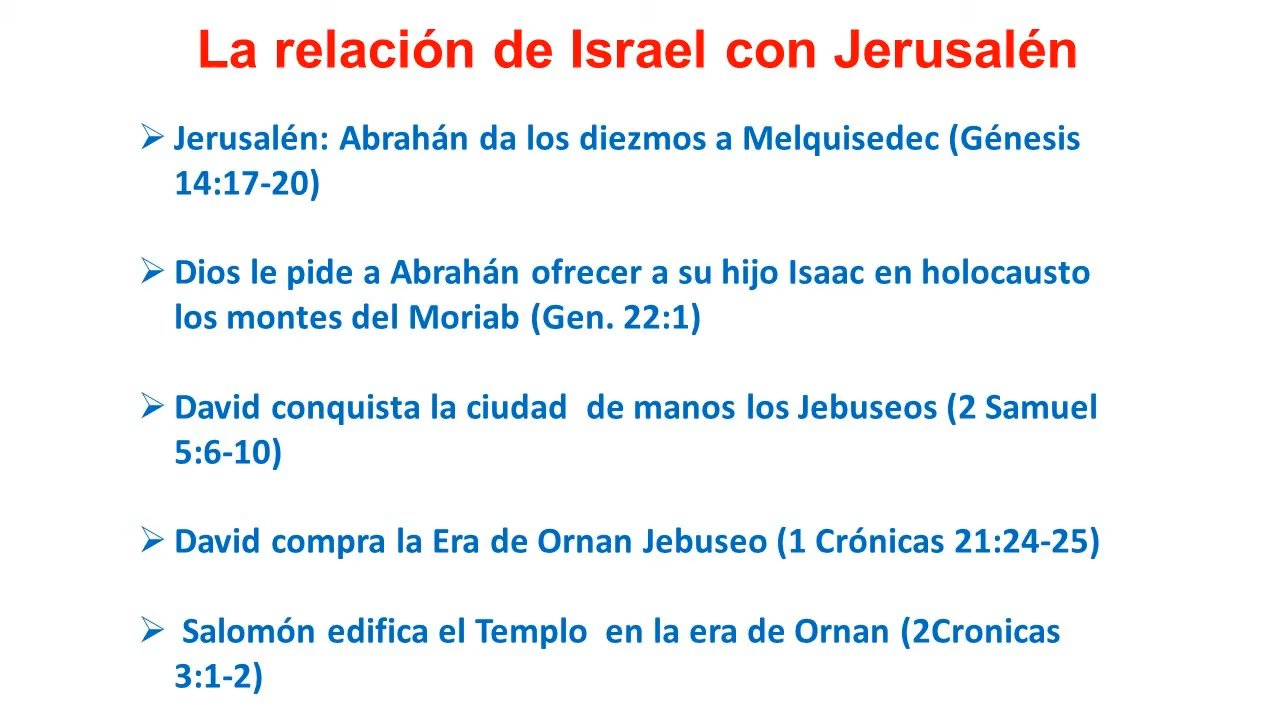 La relación de Israel con Jerusalén
➢ Jerusalén: Abrahán da los diezmos a Melquisedec (Génesis
14:17-20)
➢ Dios le pide a Abrahán ofrecer a su hijo Isaac en holocausto
los montes del Moriab (Gen. 22:1)
➢ David conquista la ciudad  de manos los Jebuseos (2 Samuel
5:6-10)
➢ David compra la Era de Ornan Jebuseo (1 Crónicas 21:24-25)
➢ Salomón edifica el Templo  en la era de Ornan (2Cronicas
3:1-2)